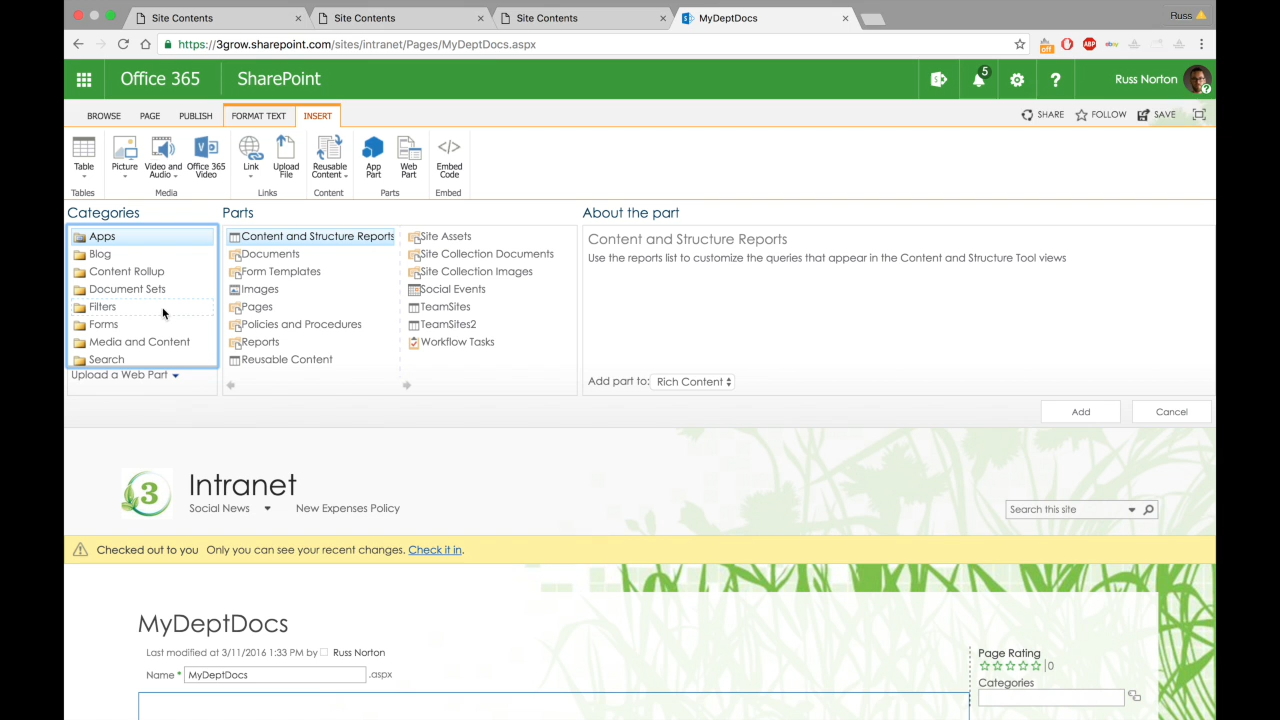 Site Contents
Site Contents
Site Contents
MyDeptDocs
Russ
https://3grow.sharepoint.com/sites/intranet/Pages/MyDeptDocs.aspx
off
ABP
ebay
Office 365
SharePoint
5
?
Russ Norton
BROWSE
PAGE
PUBLISH
FORMAT TEXT
INSERT
SHARE
FOLLOW
SAVE
Table
Picture
Video and Audio
Office 365 Video
Link
Upload File
Reusable Content
App Part
Web Part
Embed Code
Tables
Media
Links
Content
Parts
Embed
Categories
Parts
About the part
Apps
Blog
Content Rollup
Document Sets
Filters
Forms
Media and Content
Search
Upload a Web Part
Content and Structure Reports
Documents
Form Templates
Images
Pages
Policies and Procedures
Reports
Reusable Content
Site Assets
Site Collection Documents
Site Collection Images
Social Events
TeamSites
TeamSites2
Workflow Tasks
Content and Structure Reports
Use the reports list to customize the queries that appear in the Content and Structure Tool views
Add part to: Rich Content
Add
Cancel
3
Intranet
Social News
New Expenses Policy
Search this site
Checked out to you Only you can see your recent changes. Check it in.
MyDeptDocs
Last modified at 3/11/2016 1:33 PM by Russ Norton
Name * MyDeptDocs .aspx
Page Rating
0
Categories